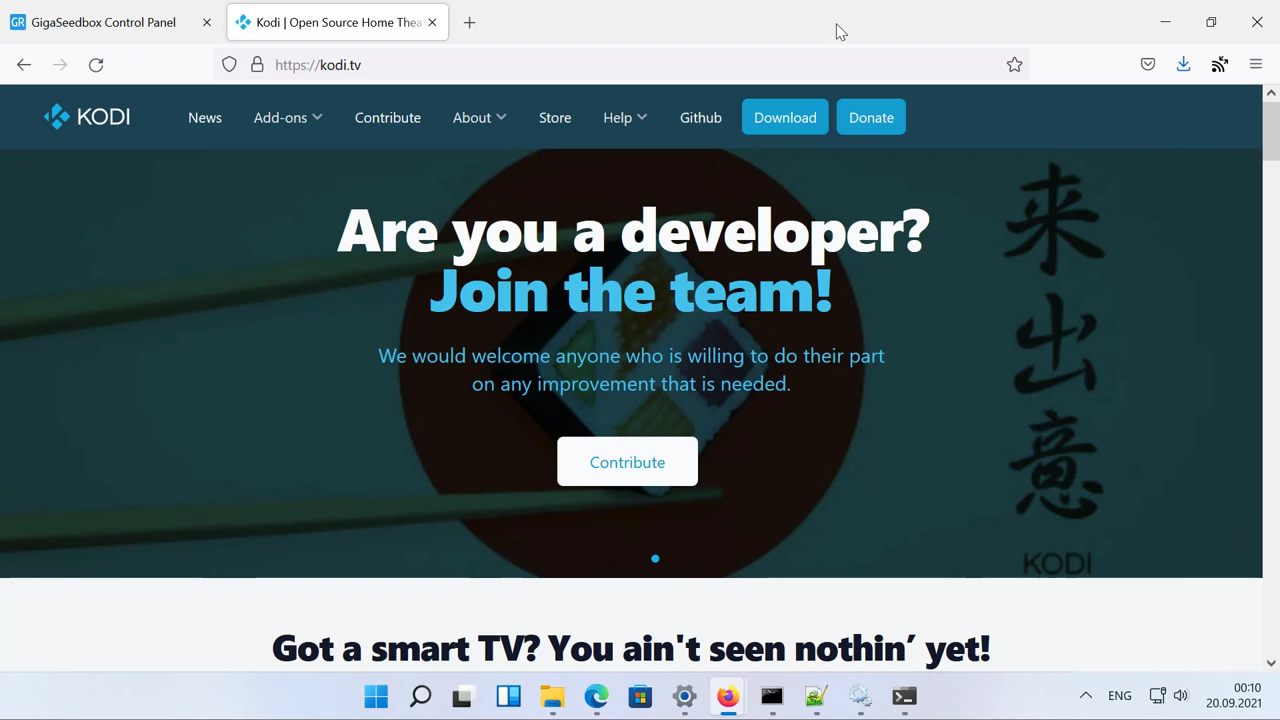 GR GigaSeedbox Control Panel
Kodi | Open Source Home Thea
https://kodi.tv
KODI
News
Add-ons
Contribute
About
Store
Help
Github
Download
Donate
Are you a developer?
Join the team!
We would welcome anyone who is willing to do their part
on any improvement that is needed.
Contribute
来
出
意
KODI
Got a smart TV? You ain't seen nothin’ yet!
ENG
00:10
20.09.2021